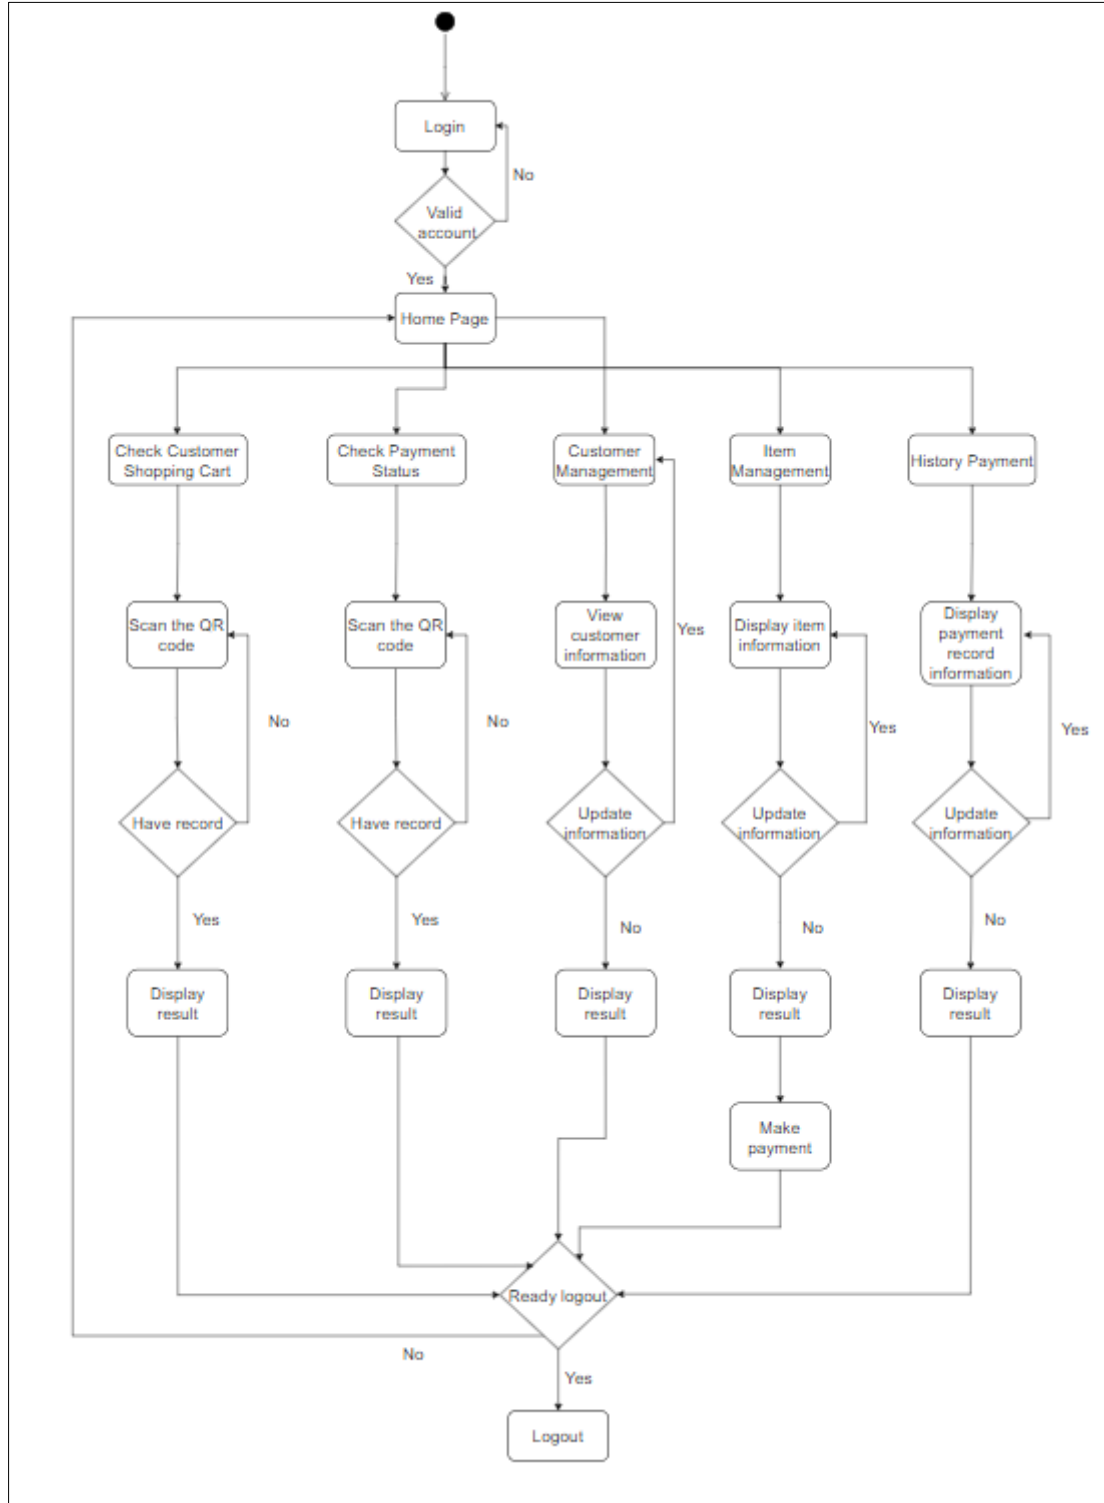 Login
No
Valid
account
Yes
Home Page
Check Customer
Shopping Cart
Check Payment
Status
Customer
Management
Item
Management
History Payment
Scan the QR
code
Scan the QR
code
View
customer
information
Yes
Display item
information
Display
payment
record
information
No
No
Yes
Yes
Have record
Have record
Update
information
Update
information
Update
information
Yes
Yes
No
No
No
Display
result
Display
result
Display
result
Display
result
Display
result
Make
payment
Ready logout
No
Yes
Logout